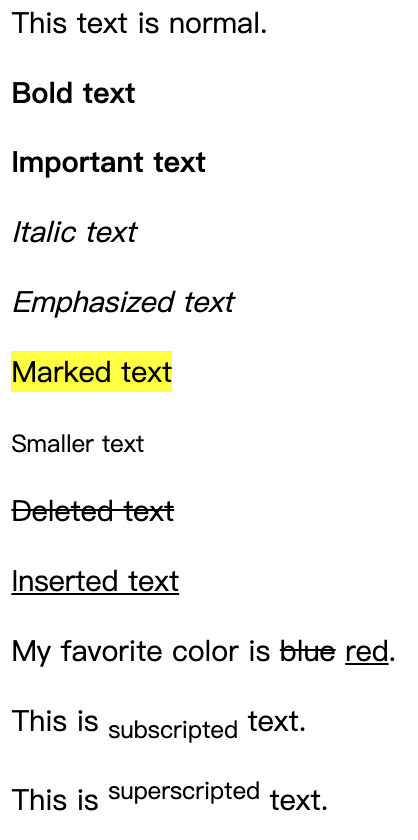 This text is normal.
Bold text
Important text
Italic text
Emphasized text
Marked text
Smaller text
Deleted text
Inserted text
My favorite color is blue red.
This is subscripted text.
This is superscripted text.